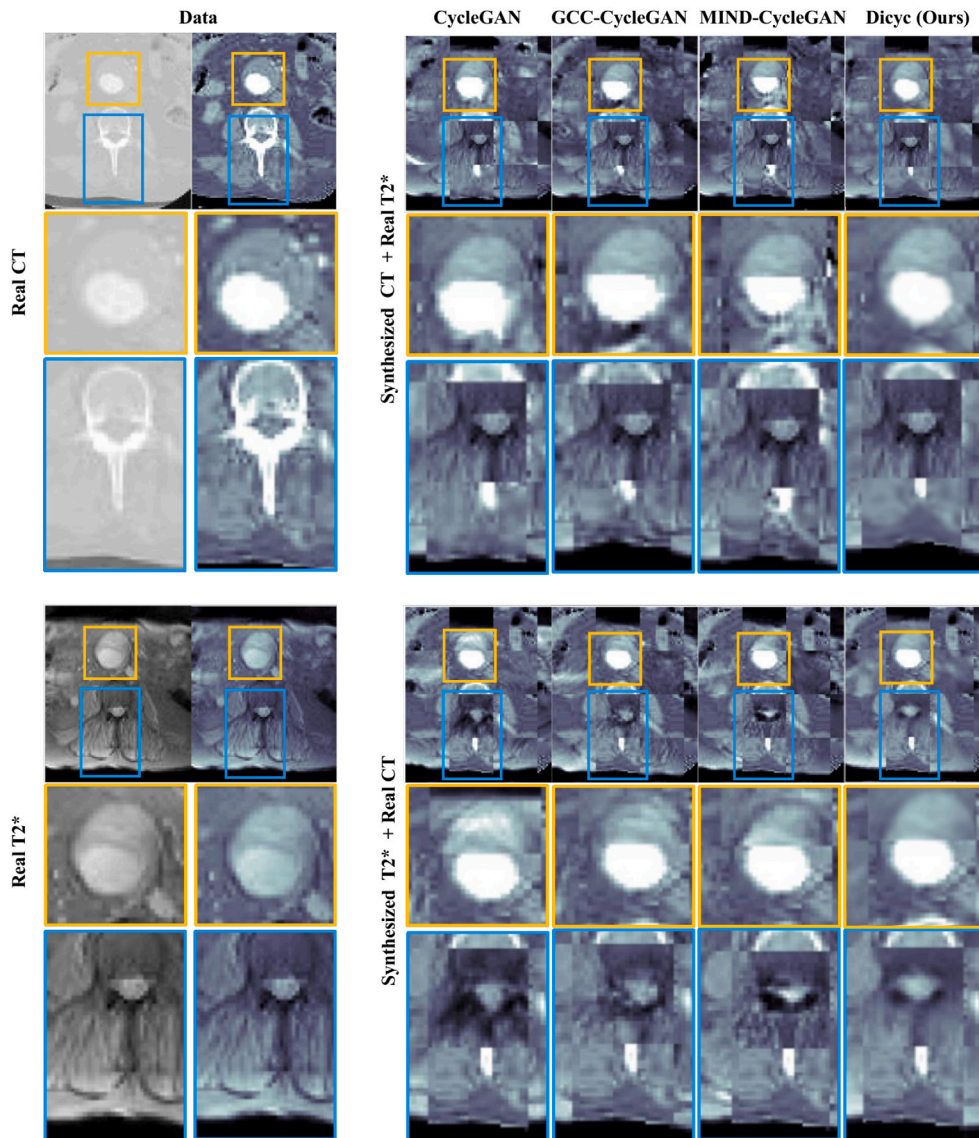 Data
CycleGAN GCC-CycleGAN MIND-CycleGAN Dicyc (Ours)
Real CT
Synthesized CT + Real T2*
Real T2*
Synthesized T2* + Real CT